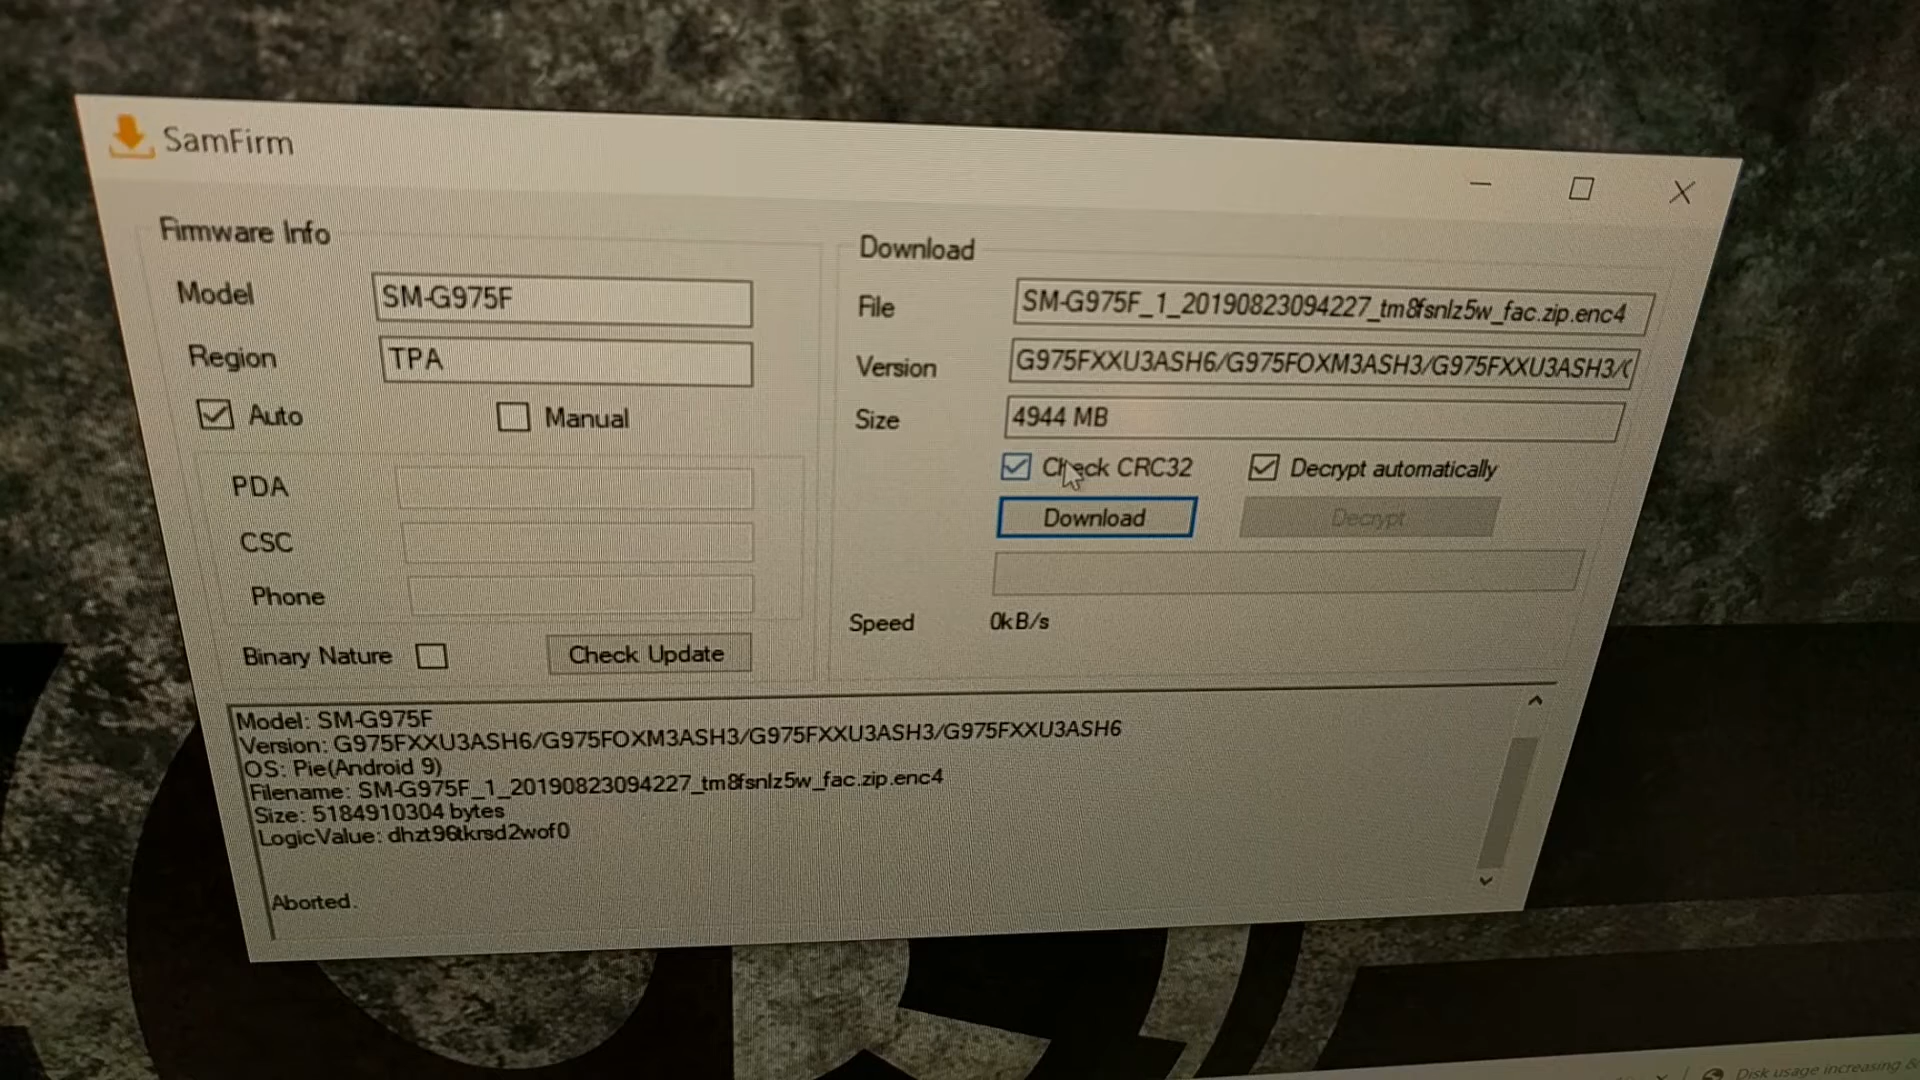 SamFirm
Firmware Info
Model SM-G975F
Region TPA
Auto Manual
PDA
CSC
Phone
Binary Nature Check Update
Download
File SM-G975F_1_20190823094227_tm8fsnlz5w_fac.zip.enc4
Version G975FXXU3ASH6/G975FOXM3ASH3/G975FXXU3ASH3/
Size 4944 MB
Check CRC32 Decrypt automatically
Download Decrypt
Speed 0kB/s
Model: SM-G975F
Version: G975FXXU3ASH6/G975FOXM3ASH3/G975FXXU3ASH3/G975FXXU3ASH6
OS: Pie(Android 9)
Filename: SM-G975F_1_20190823094227_tm8fsnlz5w_fac.zip.enc4
Size: 5184910304 bytes
LogicValue: dhzt96tkrsd2wof0
Aborted.
Disk usage increasing &